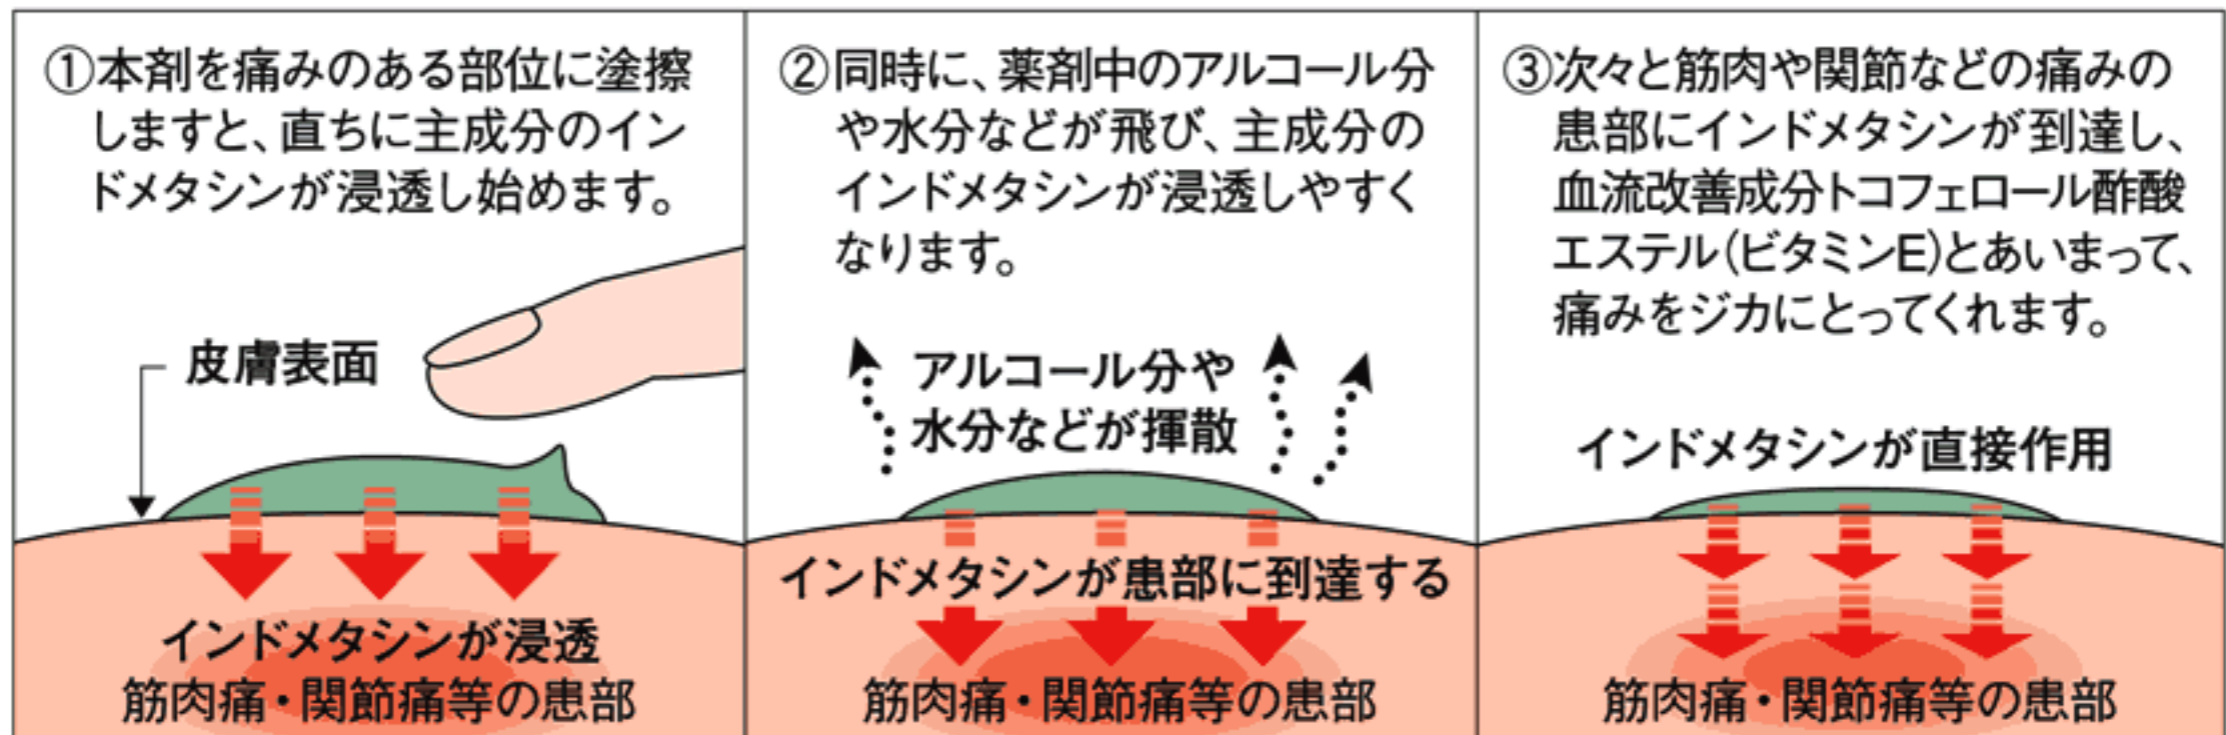 ①本剤を痛みのある部位に塗擦
しますと、直ちに主成分のイン
ドメタシンが浸透し始めます。
皮膚表面
インドメタシンが浸透
筋肉痛・関節痛等の患部
②同時に、薬剤中のアルコール分
や水分などが飛び、主成分の
インドメタシンが浸透しやすく
なります。
アルコール分や
水分などが揮散
インドメタシンが患部に到達する
筋肉痛・関節痛等の患部
③次々と筋肉や関節などの痛みの
患部にインドメタシンが到達し、
血流改善成分トコフェロール酢酸
エステル(ビタミンE)とあいまって、
痛みをジカにとってくれます。
インドメタシンが直接作用
筋肉痛・関節痛等の患部